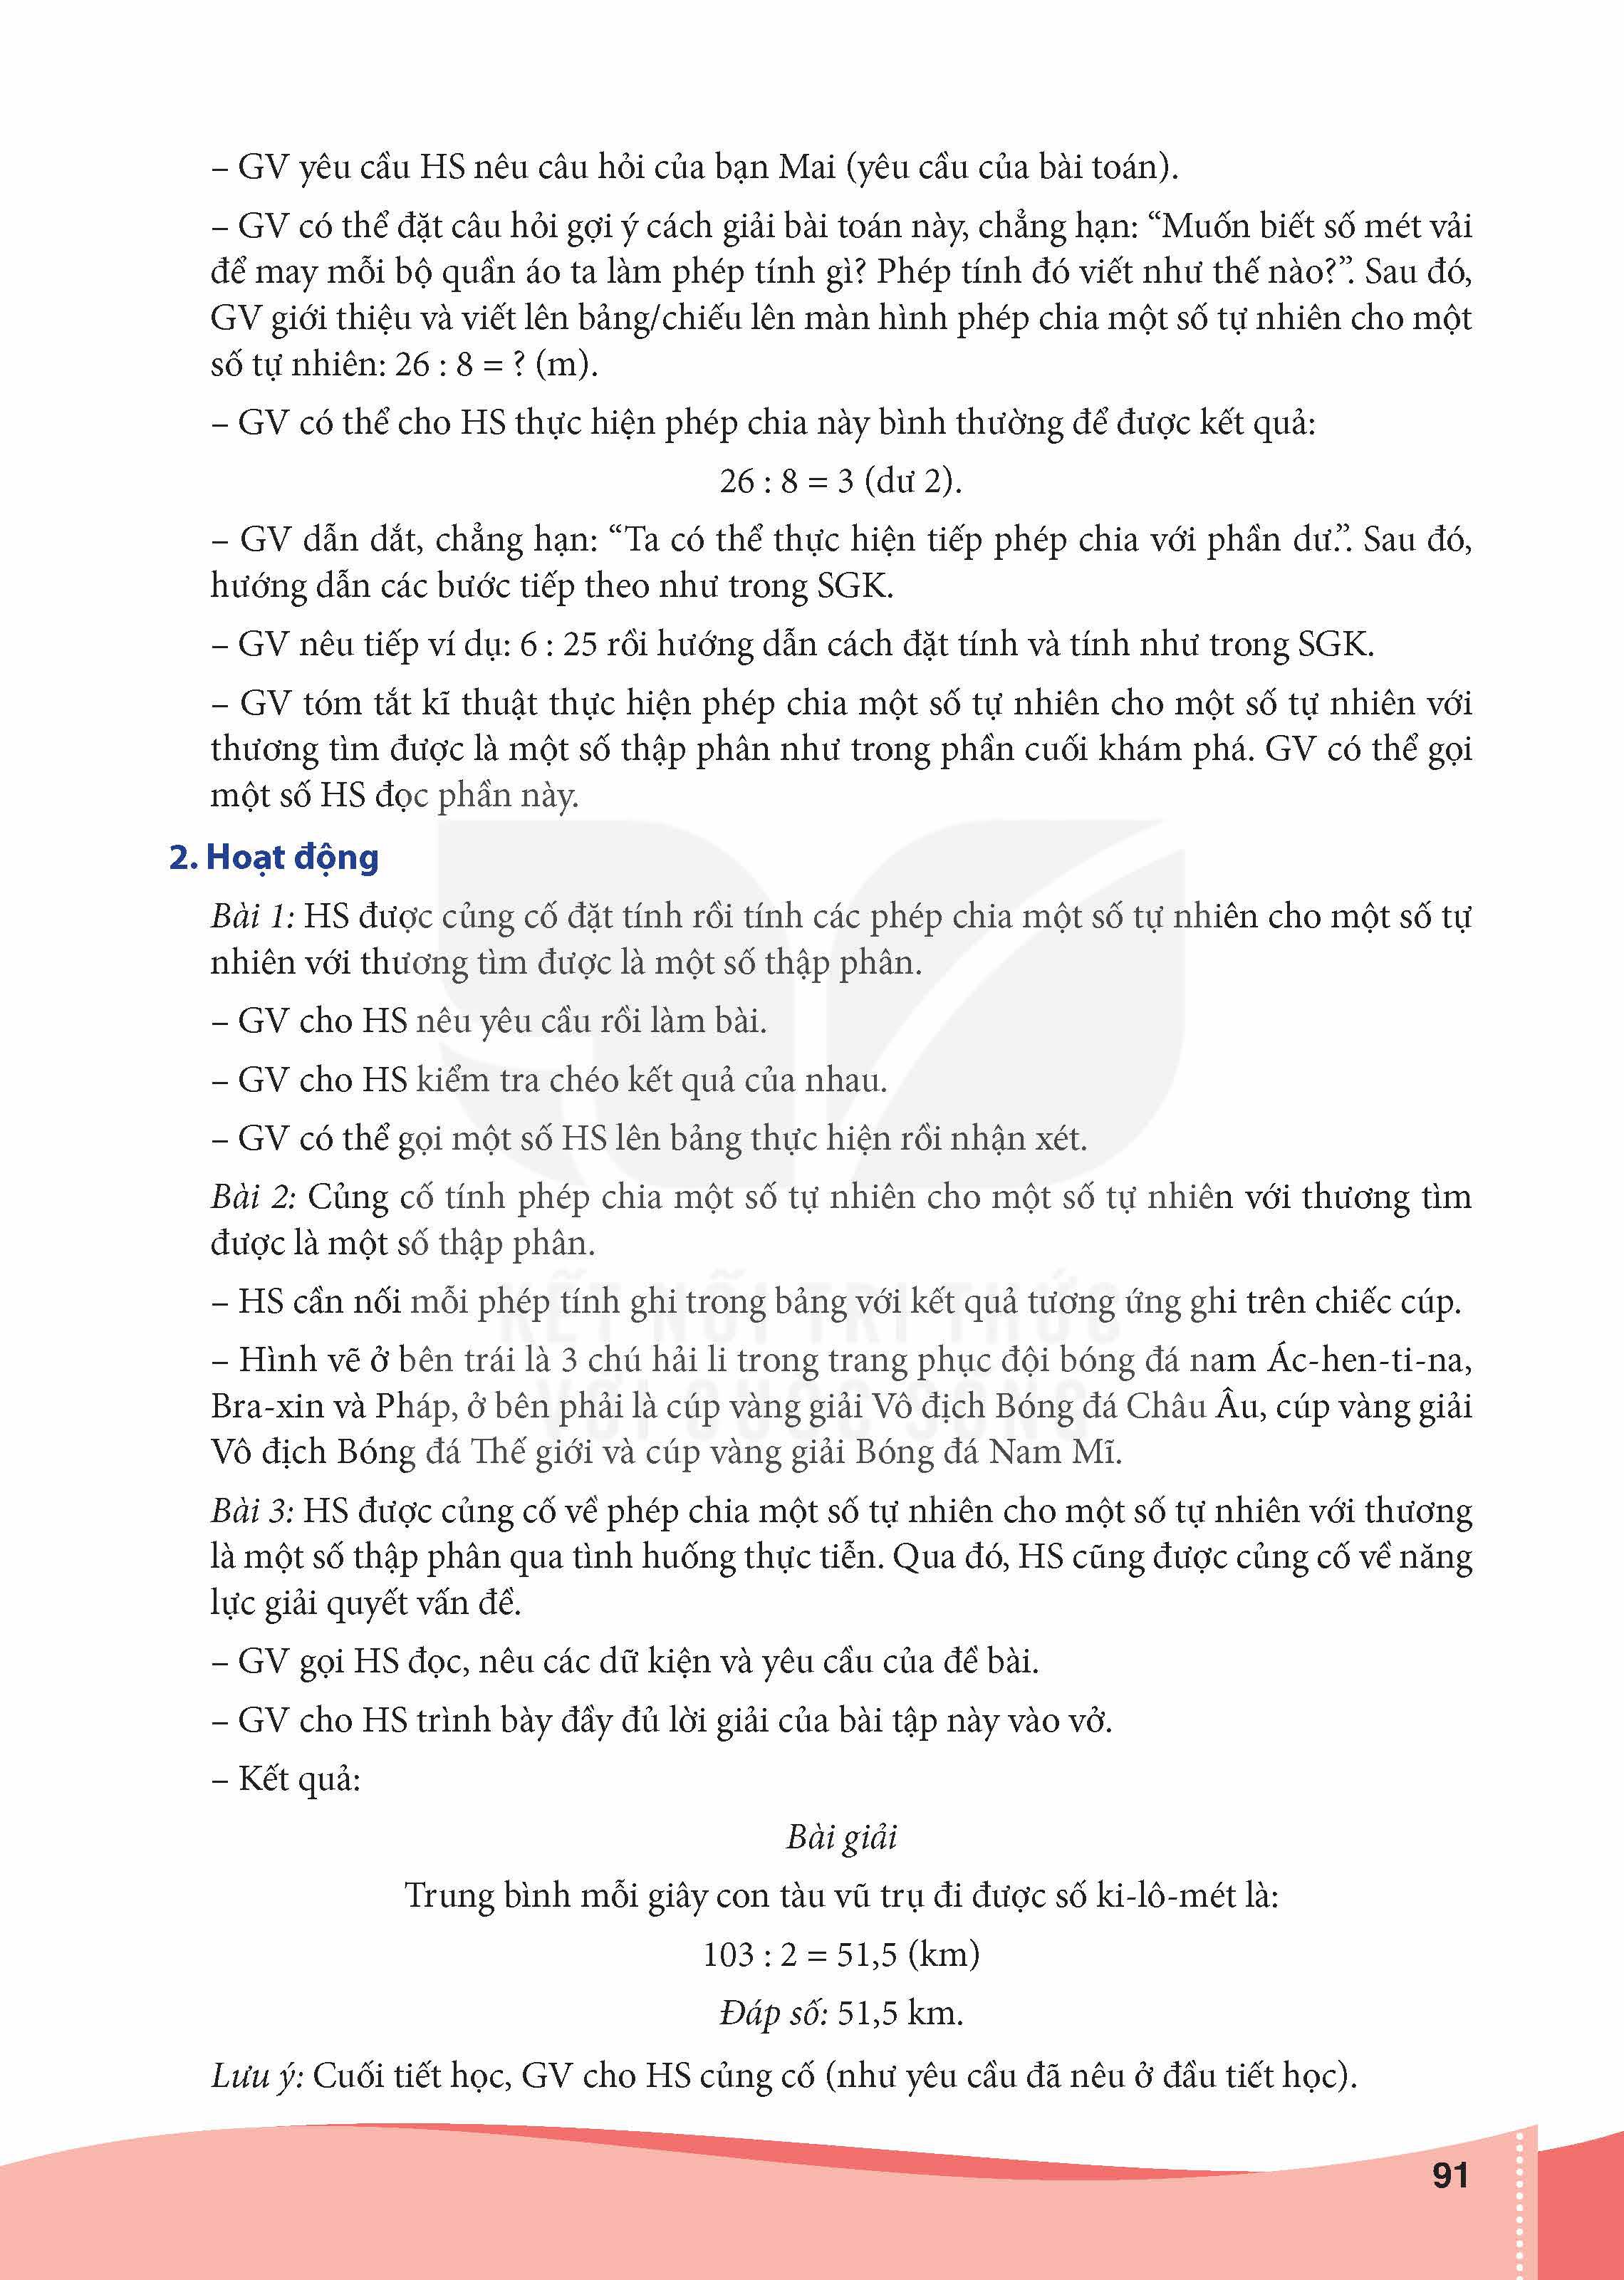 – GV yêu cầu HS nêu câu hỏi của bạn Mai (yêu cầu của bài toán).
– GV có thể đặt câu hỏi gợi ý cách giải bài toán này, chẳng hạn: “Muốn biết số mét vải
để may mỗi bộ quần áo ta làm phép tính gì? Phép tính đó viết như thế nào?”. Sau đó,
GV giới thiệu và viết lên bảng/chiếu lên màn hình phép chia một số tự nhiên cho một
số tự nhiên: 26 : 8 = ? (m).
– GV có thể cho HS thực hiện phép chia này bình thường để được kết quả:
26 : 8 = 3 (dư 2).
– GV dẫn dắt, chẳng hạn: “Ta có thể thực hiện tiếp phép chia với phần dư.”. Sau đó,
hướng dẫn các bước tiếp theo như trong SGK.
– GV nêu tiếp ví dụ: 6 : 25 rồi hướng dẫn cách đặt tính và tính như trong SGK.
– GV tóm tắt kĩ thuật thực hiện phép chia một số tự nhiên cho một số tự nhiên với
thương tìm được là một số thập phân như trong phần cuối khám phá. GV có thể gọi
một số HS đọc phần này.
2. Hoạt động
Bài 1: HS được củng cố đặt tính rồi tính các phép chia một số tự nhiên cho một số tự
nhiên với thương tìm được là một số thập phân.
– GV cho HS nêu yêu cầu rồi làm bài.
– GV cho HS kiểm tra chéo kết quả của nhau.
– GV có thể gọi một số HS lên bảng thực hiện rồi nhận xét.
Bài 2: Củng cố tính phép chia một số tự nhiên cho một số tự nhiên với thương tìm
được là một số thập phân.
– HS cần nối mỗi phép tính ghi trong bảng với kết quả tương ứng ghi trên chiếc cúp.
KẾT NỐI TRI THỨC
– Hình vẽ ở bên trái là 3 chú hải li trong trang phục đội bóng đá nam Ác-hen-ti-na,
Bra-xin và Pháp, ở bên phải là cúp vàng giải Vô địch Bóng đá Châu Âu, cúp vàng giải
VỚI CUỘC SỐNG
Vô địch Bóng đá Thế giới và cúp vàng giải Bóng đá Nam Mĩ.
Bài 3: HS được củng cố về phép chia một số tự nhiên cho một số tự nhiên với thương
là một số thập phân qua tình huống thực tiễn. Qua đó, HS cũng được củng cố về năng
lực giải quyết vấn đề.
– GV gọi HS đọc, nêu các dữ kiện và yêu cầu của đề bài.
– GV cho HS trình bày đầy đủ lời giải của bài tập này vào vở.
– Kết quả:
Bài giải
Trung bình mỗi giây con tàu vũ trụ đi được số ki-lô-mét là:
103 : 2 = 51,5 (km)
Đáp số: 51,5 km.
Lưu ý: Cuối tiết học, GV cho HS củng cố (như yêu cầu đã nêu ở đầu tiết học).
91